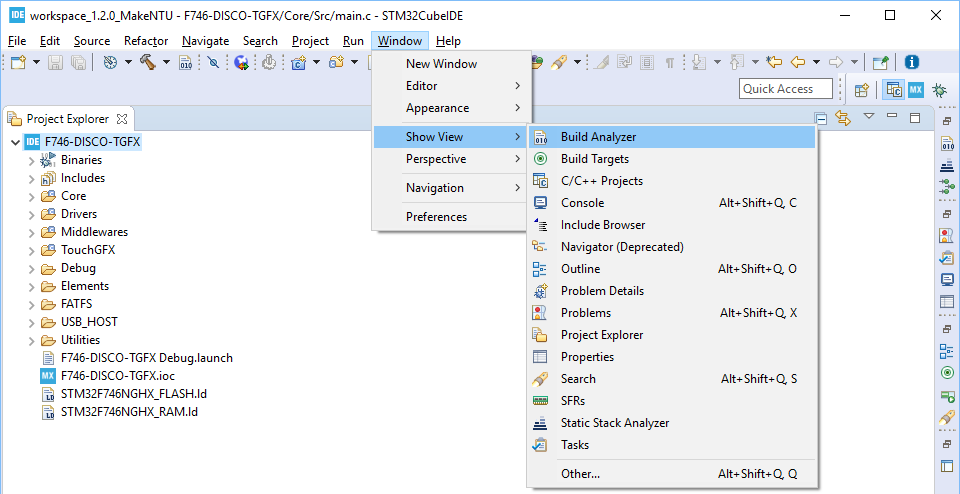 IDE workspace_1.2.0_MakeNTU - F746-DISCO-TGFX/Core/Src/main.c - STM32CubeIDE
File Edit Source Refactor Navigate Search Project Run Window Help
Quick Access
MX
Project Explorer
IDE F746-DISCO-TGFX
Binaries
Includes
Core
Drivers
Middlewares
TouchGFX
Debug
Elements
FATFS
USB_HOST
Utilities
F746-DISCO-TGFX Debug.launch
MX F746-DISCO-TGFX.ioc
STM32F746NGHX_FLASH.ld
STM32F746NGHX_RAM.ld
New Window
Editor
Appearance
Show View
Perspective
Navigation
Preferences
010 Build Analyzer
Build Targets
C/C++ Projects
Console Alt+Shift+Q, C
Include Browser
Navigator (Deprecated)
Outline Alt+Shift+Q, O
Problem Details
Problems Alt+Shift+Q, X
Project Explorer
Properties
Search Alt+Shift+Q, S
SFRs
Static Stack Analyzer
Tasks
Other... Alt+Shift+Q, Q